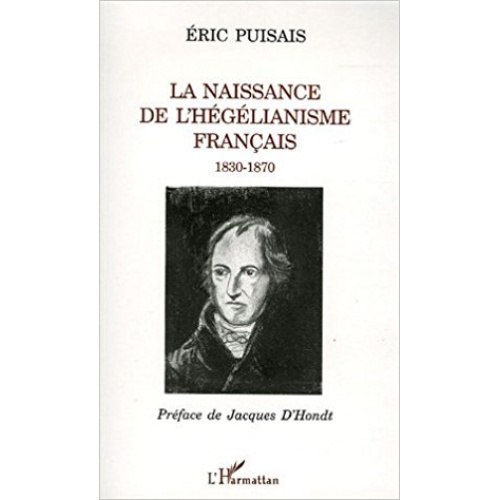 ÉRIC PUISAIS
LA NAISSANCE
DE L'HÉGÉLIANISME
FRANÇAIS
1830-1870
Préface de Jacques D'Hondt
L'Harmattan